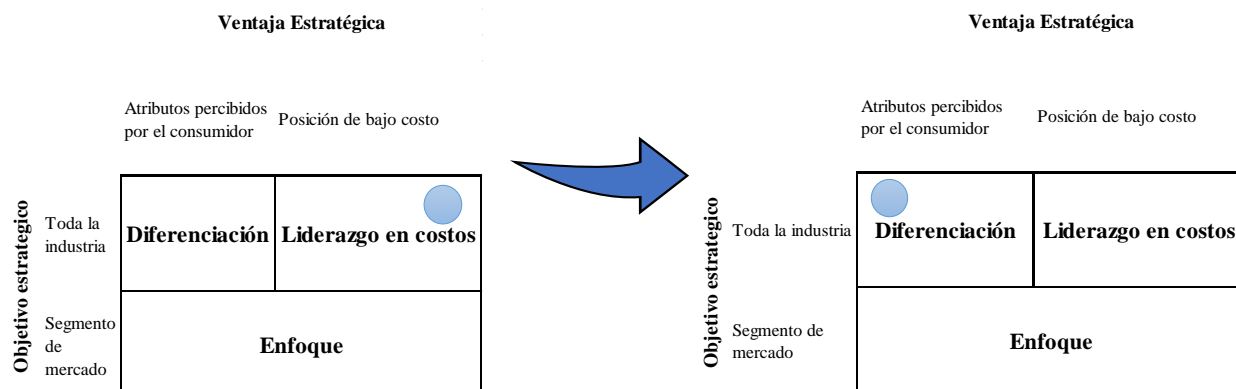 Ventaja Estratégica
Atributos percibidos
por el consumidor
Posición de bajo costo
Objetivo estrategico
Toda la
industria
Diferenciación
Liderazgo en costos
Segmento
de
mercado
Enfoque
Ventaja Estratégica
Atributos percibidos
por el consumidor
Posición de bajo costo
Objetivo estrategico
Toda la industria
Diferenciación
Liderazgo en costos
Segmento de
mercado
Enfoque